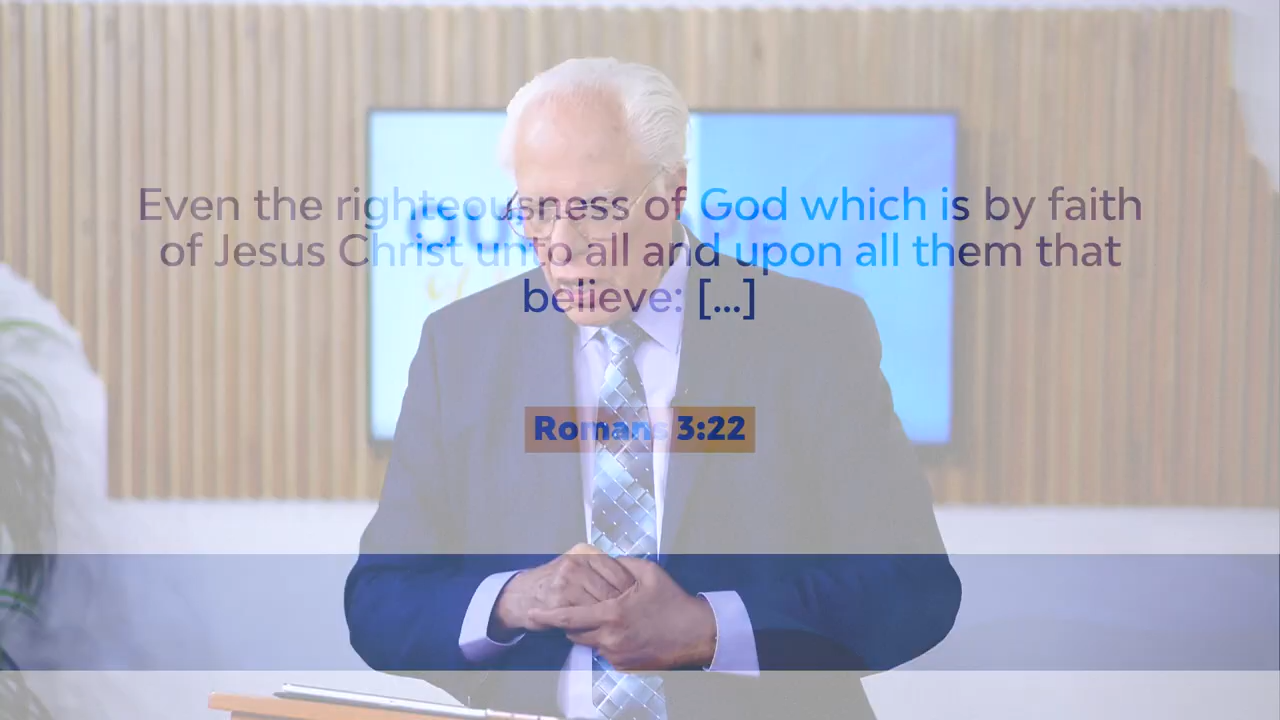 Even the righteousness of God which is by faith
of Jesus Christ unto all and upon all them that
believe: [...]
Romans 3:22